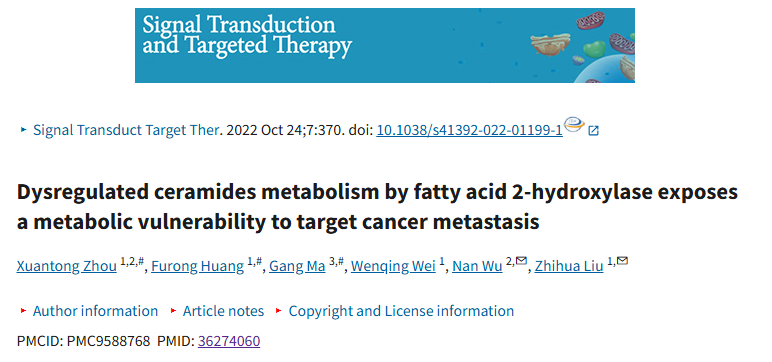 Signal Transduction
and Targeted Therapy
Signal Transduct Target Ther. 2022 Oct 24;7:370. doi: 10.1038/s41392-022-01199-1
Dysregulated ceramides metabolism by fatty acid 2-hydroxylase exposes
a metabolic vulnerability to target cancer metastasis
Xuantong Zhou 1,2,#, Furong Huang 1,#, Gang Ma 3,#, Wenqing Wei 1, Nan Wu 2,✉, Zhihua Liu 1,✉
Author information Article notes Copyright and License information
PMCID: PMC9588768 PMID: 36274060